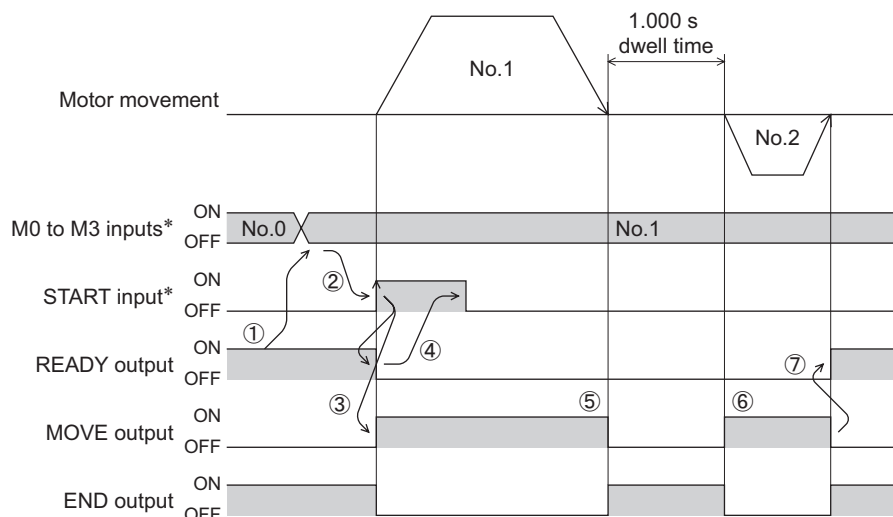 1.000 s
dwell time
No.1
Motor movement
No.2
M0 to M3 inputs*
ON
OFF
No.0
No.1
START input*
ON
OFF
②
①
READY output
ON
OFF
④
⑦
③
⑤
⑥
MOVE output
ON
OFF
END output
ON
OFF